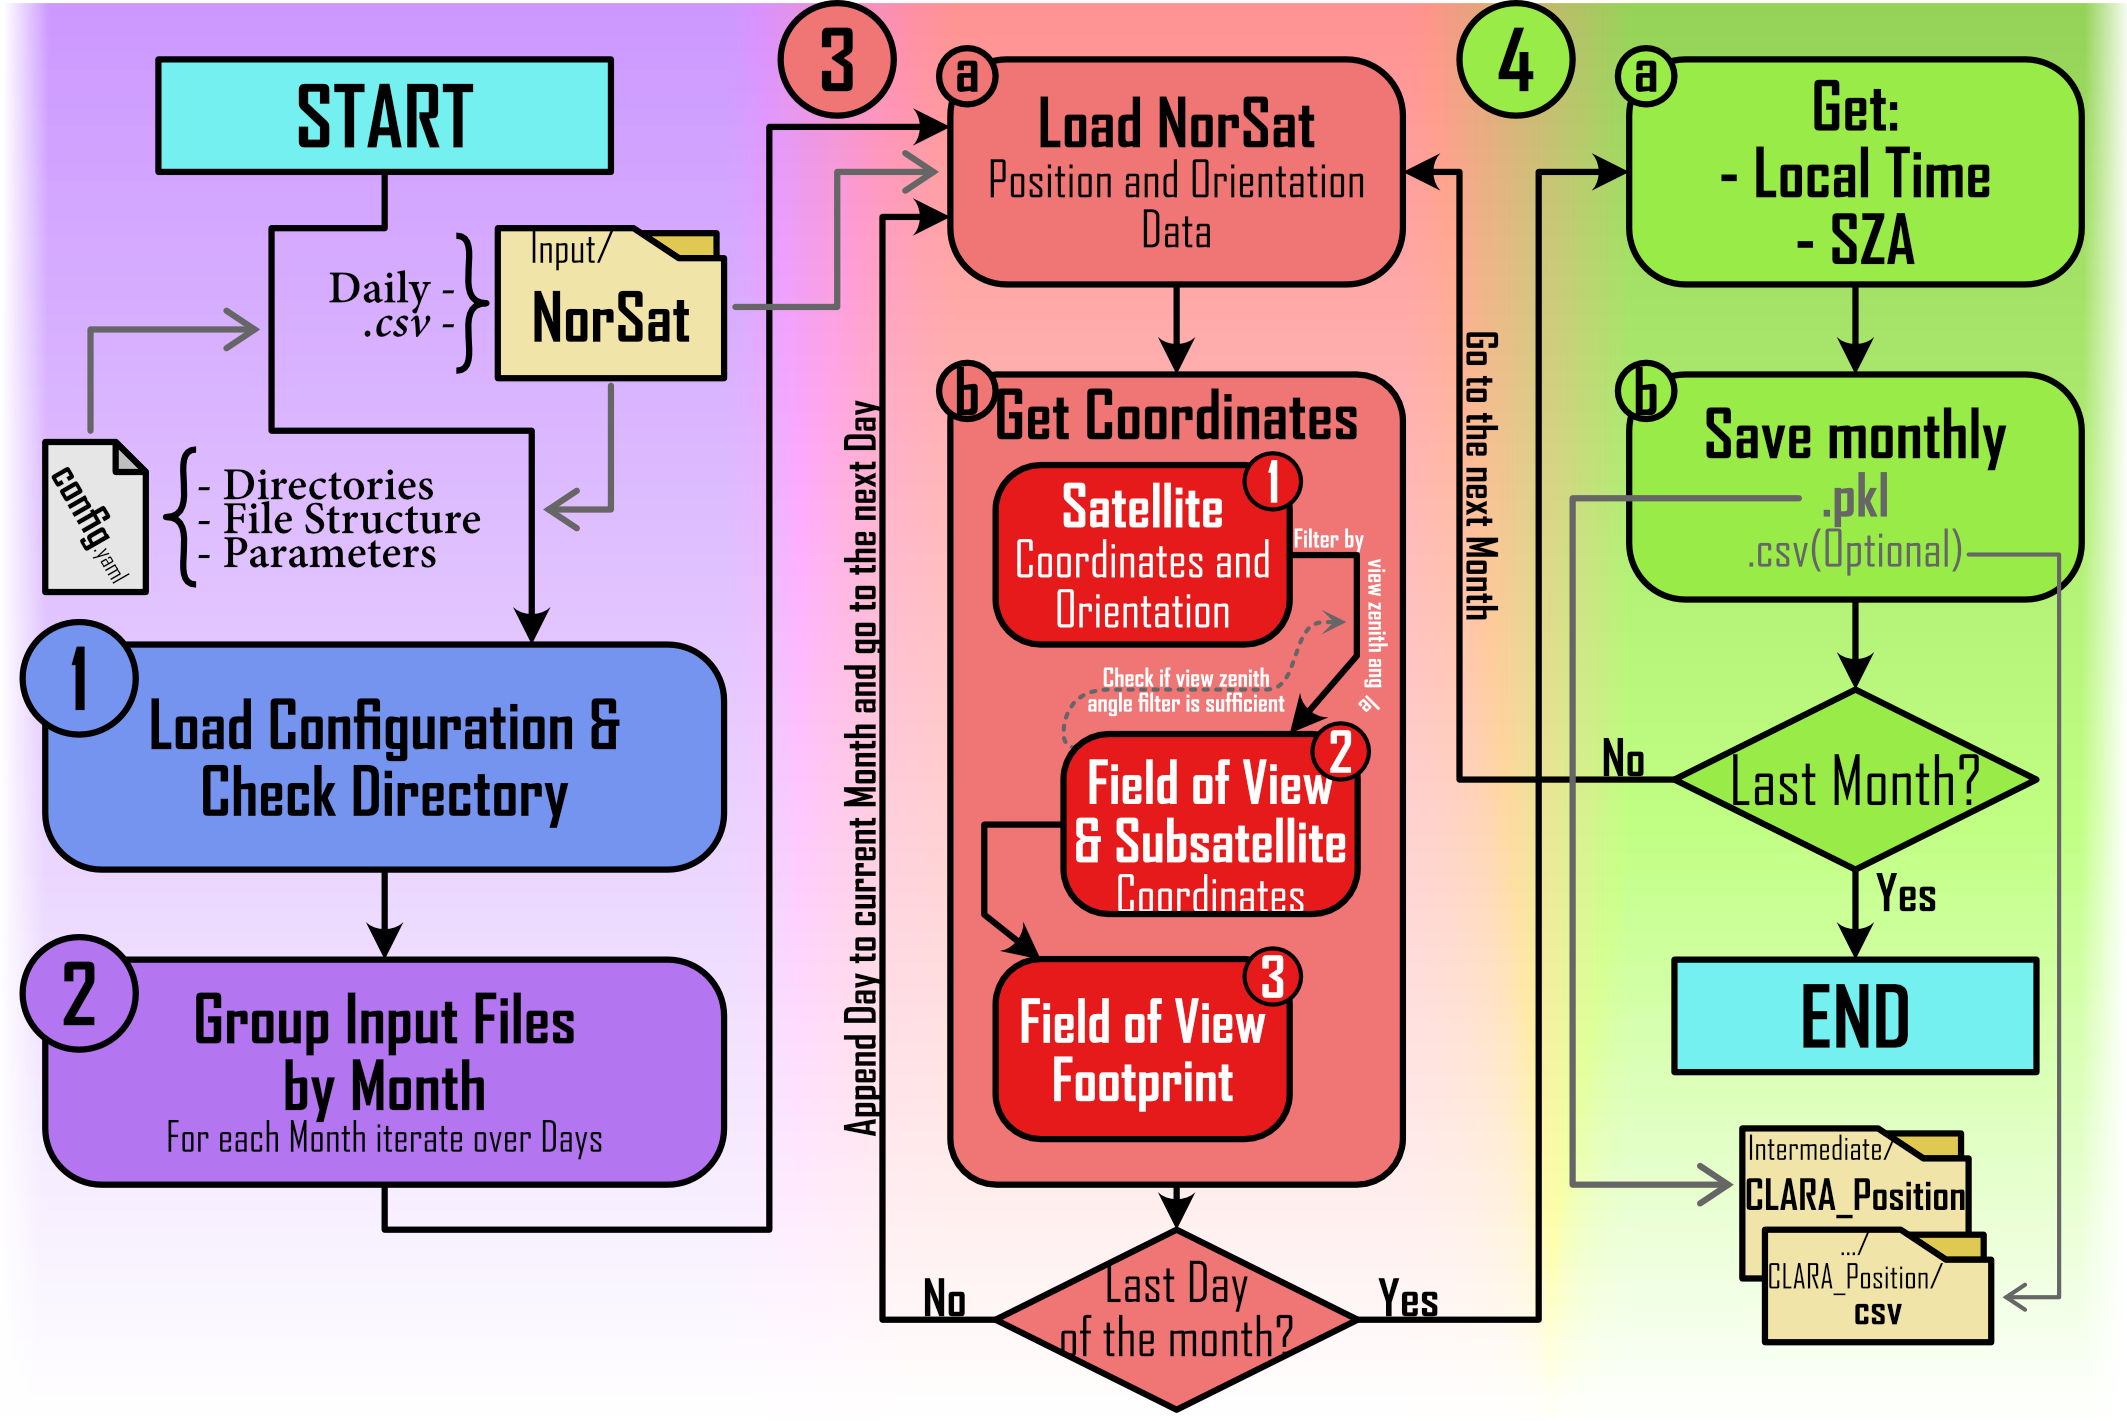 START
Input/
NorSat
Daily -
.csv -
config.yaml
- Directories
- File Structure
- Parameters
1
Load Configuration &
Check Directory
2
Group Input Files
by Month
For each Month iterate over Days
3
a
Load NorSat
Position and Orientation
Data
b
Get Coordinates
1
Satellite
Coordinates and
Orientation
Filter by
view zenith ang le
Check if view zenith
angle filter is sufficient
2
Field of View
& Subsatellite
Coordinates
3
Field of View
Footprint
Append Day to current Month and go to the next Day
Last Day
of the month?
No
Yes
Go to the next Month
4
a
Get:
- Local Time
- SZA
b
Save monthly
.pkl
.csv(Optional)
Last Month?
No
Yes
END
Intermediate/
CLARA_Position
.../
CLARA_Position/
csv